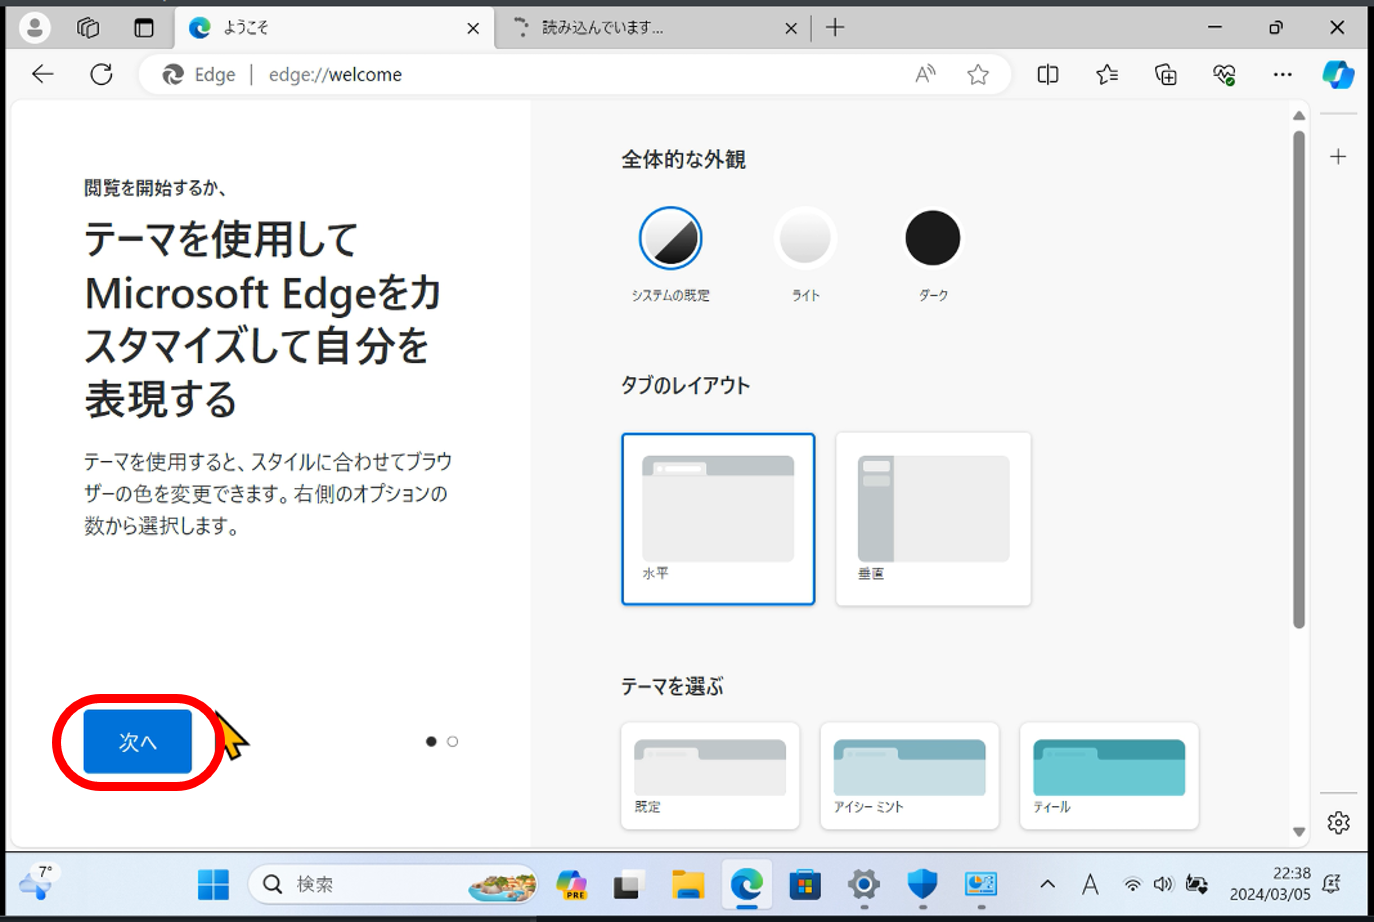 ようこそ
読み込んでいます...
Edge
edge://welcome
閲覧を開始するか、
テーマを使用して
Microsoft Edgeをカ
スタマイズして自分を
表現する
テーマを使用すると、スタイルに合わせてブラウ
ザーの色を変更できます。右側のオプションの
数から選択します。
次へ
全体的な外観
システムの既定
ライト
ダーク
タブのレイアウト
水平
垂直
テーマを選ぶ
既定
アイシー ミント
ティール
7°
検索
PRE
A
22:38
2024/03/05